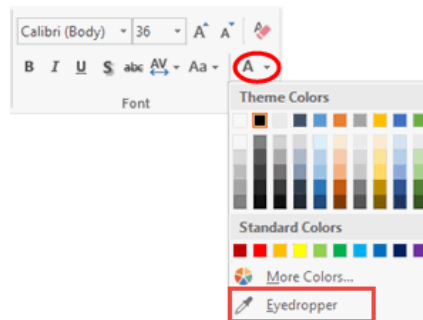 Calibri (Body) 36 A A
B I U S abc AV Aa A
Font
Theme Colors
Standard Colors
More Colors...
Eyedropper